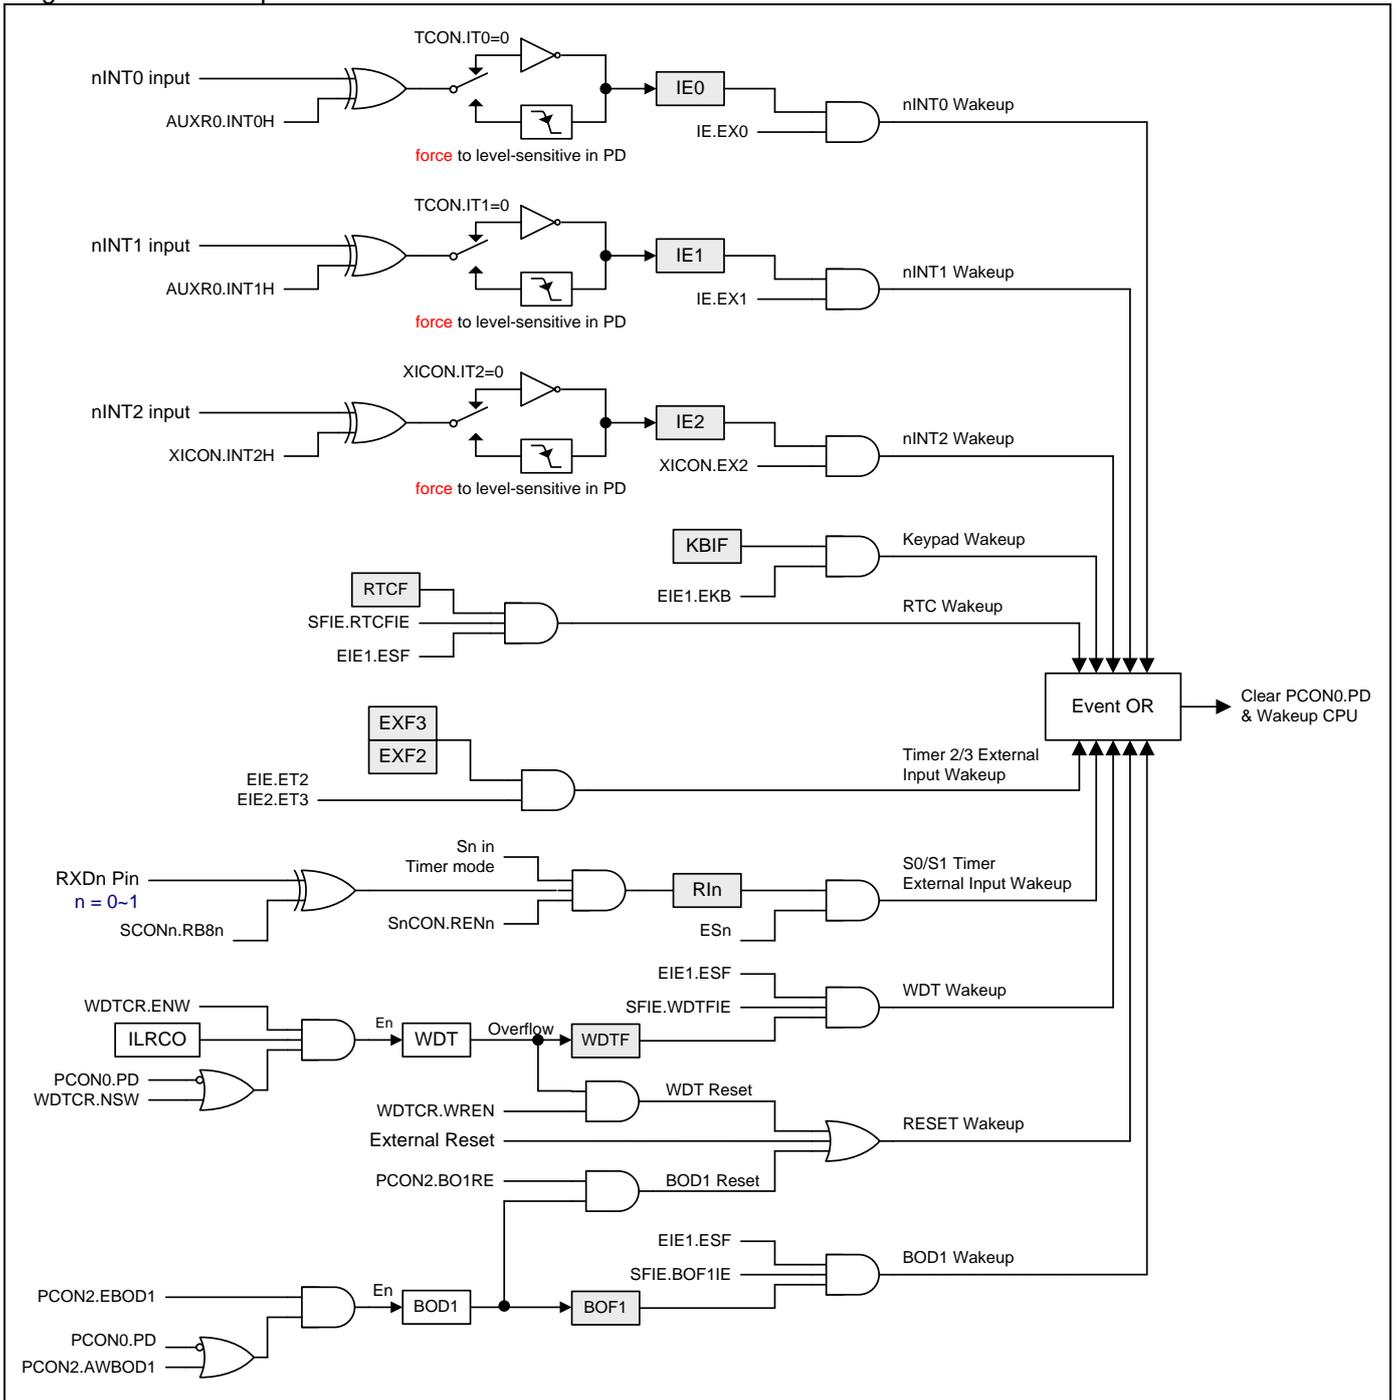 TCON.IT0=0
nINT0 input
AUXR0.INT0H
IE0
IE.EX0
nINT0 Wakeup
force to level-sensitive in PD
TCON.IT1=0
nINT1 input
AUXR0.INT1H
IE1
IE.EX1
nINT1 Wakeup
force to level-sensitive in PD
XICON.IT2=0
nINT2 input
XICON.INT2H
IE2
XICON.EX2
nINT2 Wakeup
force to level-sensitive in PD
KBIF
EIE1.EKB
Keypad Wakeup
RTCF
SFIE.RTCFIE
EIE1.ESF
RTC Wakeup
Event OR
Clear PCON0.PD
& Wakeup CPU
EXF3
EXF2
EIE.ET2
EIE2.ET3
Timer 2/3 External
Input Wakeup
Sn in
Timer mode
RXDn Pin
n = 0~1
SCONn.RB8n
SnCON.RENn
RIn
ESn
S0/S1 Timer
External Input Wakeup
EIE1.ESF
SFIE.WDTFIE
WDT Wakeup
WDTCR.ENW
ILRCO
PCON0.PD
WDTCR.NSW
En
WDT
Overflow
WDTF
WDTCR.WREN
WDT Reset
External Reset
RESET Wakeup
PCON2.BO1RE
BOD1 Reset
EIE1.ESF
SFIE.BOF1IE
BOD1 Wakeup
PCON2.EBOD1
PCON0.PD
PCON2.AWBOD1
En
BOD1
BOF1